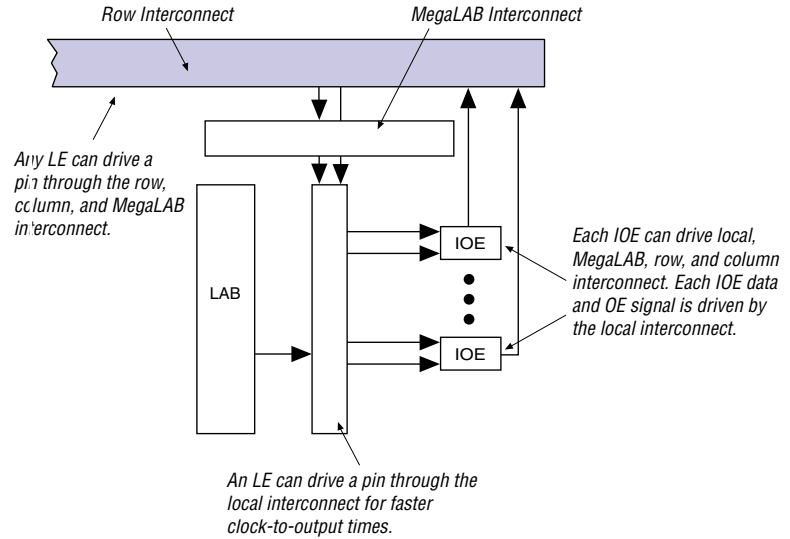 Row Interconnect
MegaLAB Interconnect
Any LE can drive a
pin through the row,
column, and MegaLAB
interconnect.
LAB
IOE
IOE
Each IOE can drive local,
MegaLAB, row, and column
interconnect. Each IOE data
and OE signal is driven by
the local interconnect.
An LE can drive a pin through the
local interconnect for faster
clock-to-output times.